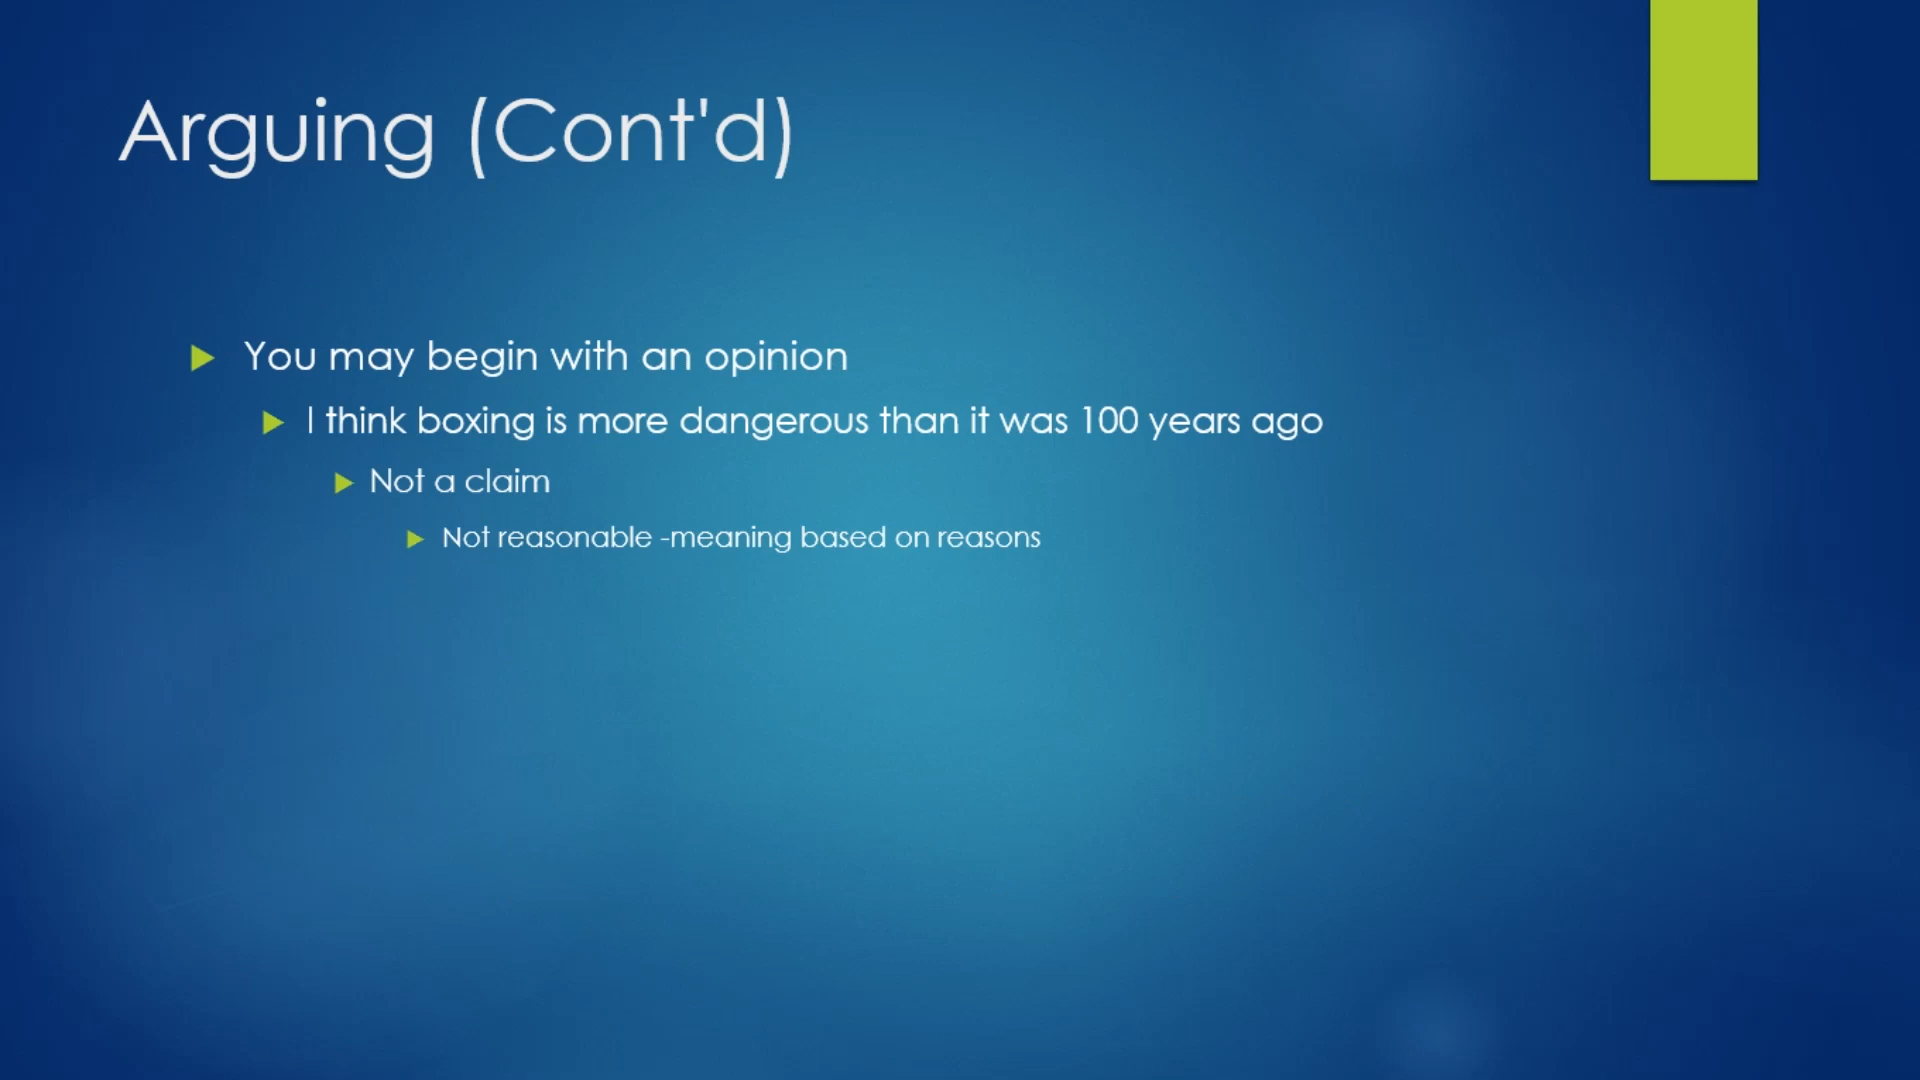 Arguing (Cont'd)
You may begin with an opinion
I think boxing is more dangerous than it was 100 years ago
Not a claim
Not reasonable -meaning based on reasons